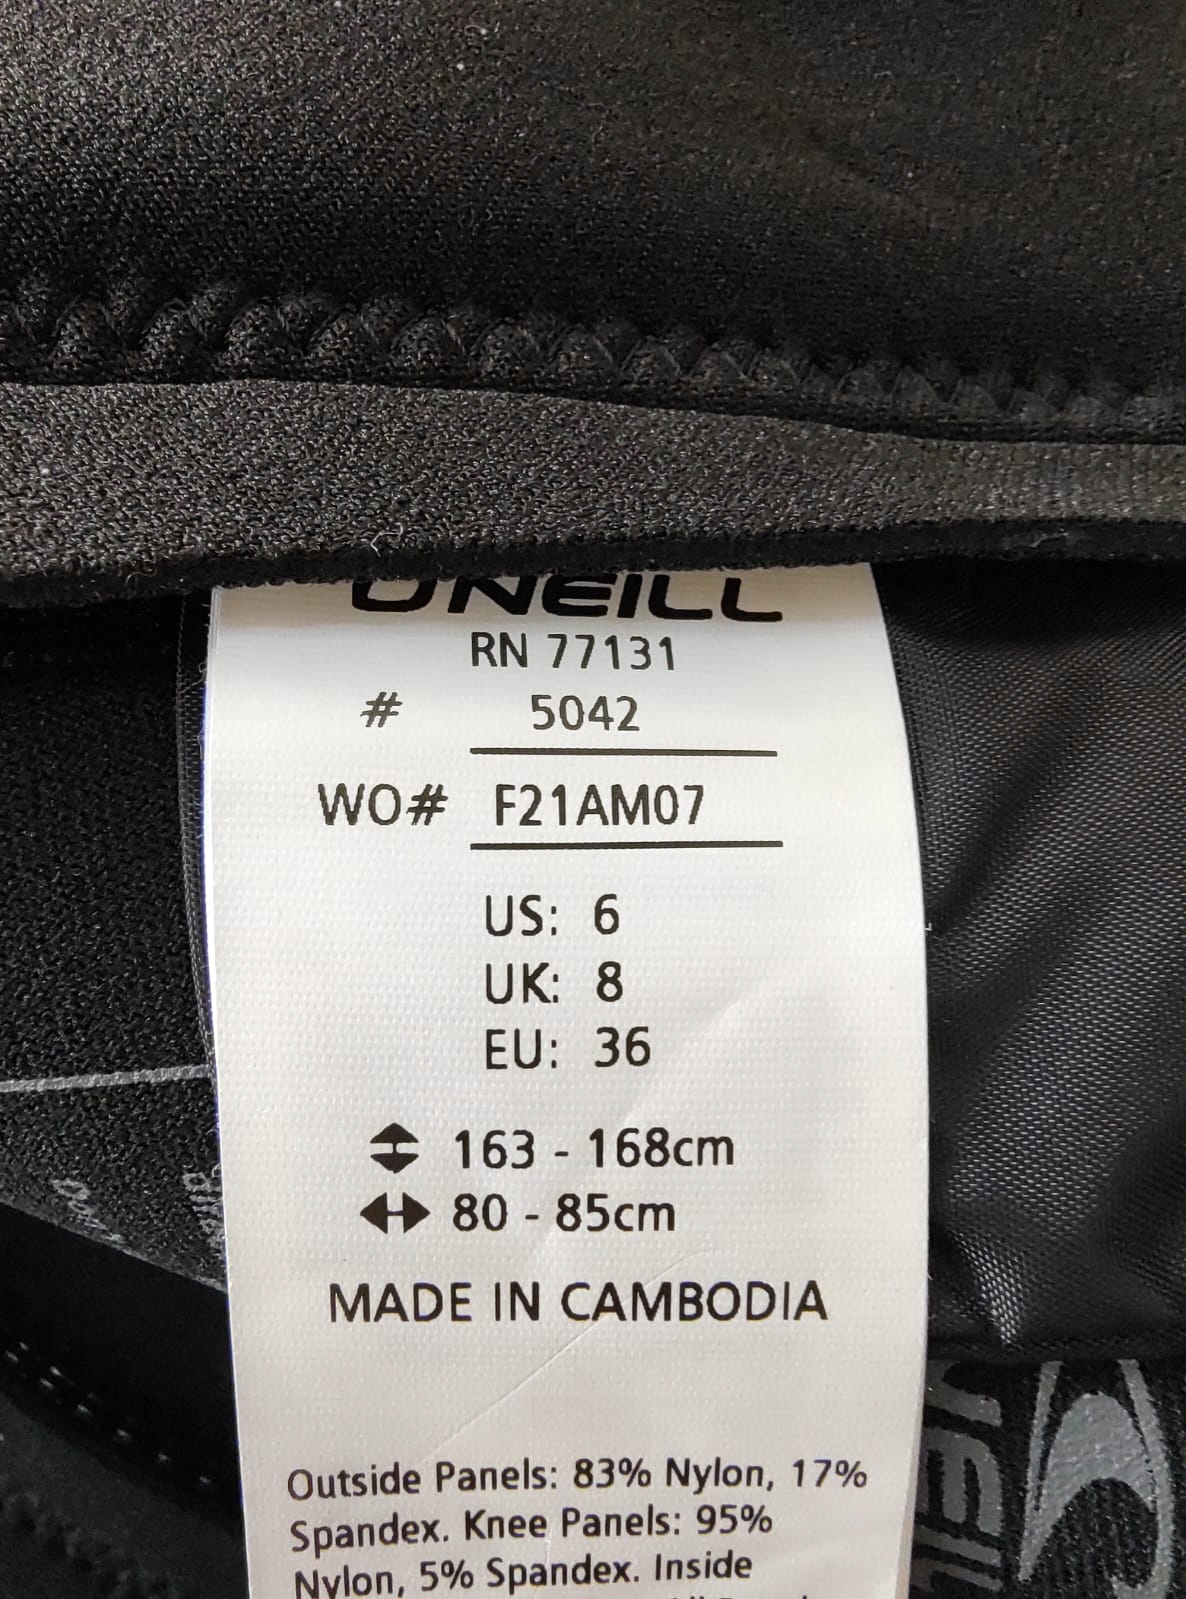 O'NEILL
RN 77131
# 5042
WO# F21AM07
US: 6
UK: 8
EU: 36
163 - 168cm
80 - 85cm
MADE IN CAMBODIA
Outside Panels: 83% Nylon, 17%
Spandex. Knee Panels: 95%
Nylon, 5% Spandex. Inside